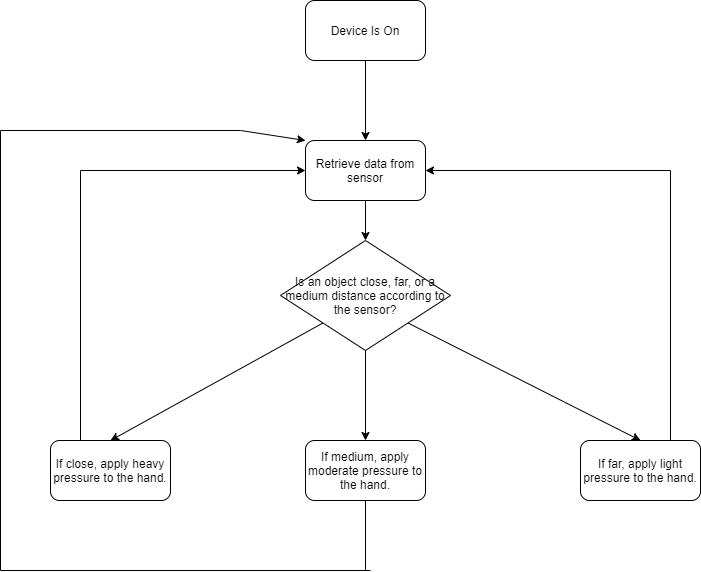 Device Is On
Retrieve data from
sensor
Is an object close, far, or a
medium distance according to
the sensor?
If close, apply heavy
pressure to the hand.
If medium, apply
moderate pressure to
the hand.
If far, apply light
pressure to the hand.